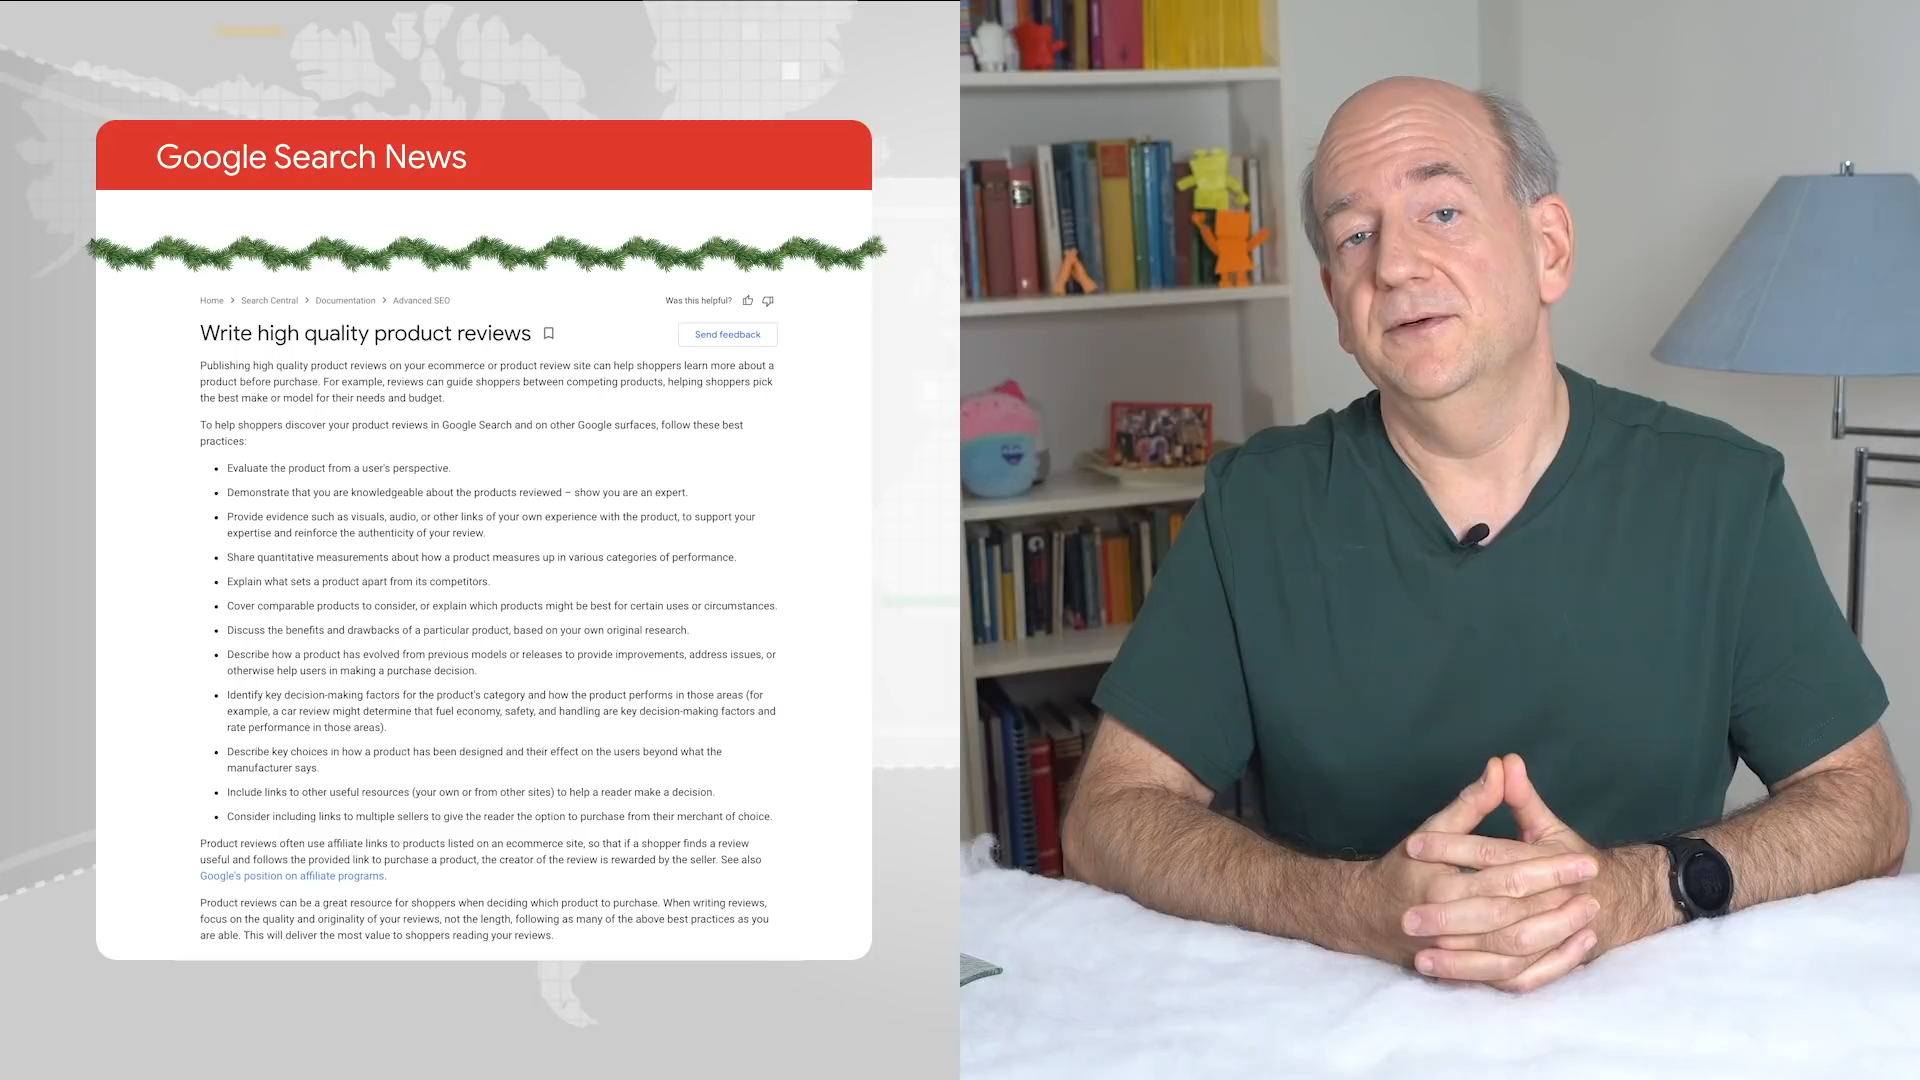 Google Search News
Home > Search Central > Documentation > Advanced SEO
Was this helpful?
Write high quality product reviews
Send feedback
Publishing high quality product reviews on your ecommerce or product review site can help shoppers learn more about a
product before purchase. For example, reviews can guide shoppers between competing products, helping shoppers pick
the best make or model for their needs and budget.
To help shoppers discover your product reviews in Google Search and on other Google surfaces, follow these best
practices:
• Evaluate the product from a user's perspective.
• Demonstrate that you are knowledgeable about the products reviewed – show you are an expert.
• Provide evidence such as visuals, audio, or other links of your own experience with the product, to support your
expertise and reinforce the authenticity of your review.
• Share quantitative measurements about how a product measures up in various categories of performance.
• Explain what sets a product apart from its competitors.
• Cover comparable products to consider, or explain which products might be best for certain uses or circumstances.
• Discuss the benefits and drawbacks of a particular product, based on your own original research.
• Describe how a product has evolved from previous models or releases to provide improvements, address issues, or
otherwise help users in making a purchase decision.
• Identify key decision-making factors for the product's category and how the product performs in those areas (for
example, a car review might determine that fuel economy, safety, and handling are key decision-making factors and
rate performance in those areas).
• Describe key choices in how a product has been designed and their effect on the users beyond what the
manufacturer says.
• Include links to other useful resources (your own or from other sites) to help a reader make a decision.
• Consider including links to multiple sellers to give the reader the option to purchase from their merchant of choice.
Product reviews often use affiliate links to products listed on an ecommerce site, so that if a shopper finds a review
useful and follows the provided link to purchase a product, the creator of the review is rewarded by the seller. See also
Google's position on affiliate programs.
Product reviews can be a great resource for shoppers when deciding which product to purchase. When writing reviews,
focus on the quality and originality of your reviews, not the length, following as many of the above best practices as you
are able. This will deliver the most value to shoppers reading your reviews.